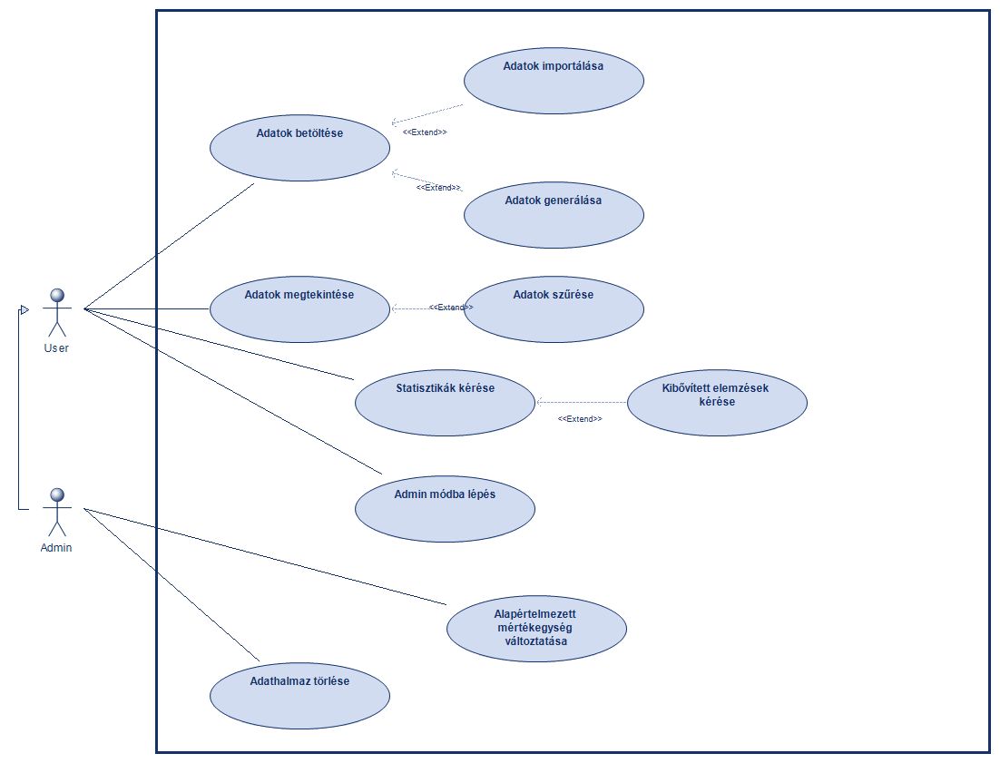 Adatok importálása
Adatok betöltése
<<Extend>>
<<Extend>>
Adatok generálása
Adatok megtekintése
<<Extend>>
Adatok szűrése
User
Statisztikák kérése
Kibővített elemzések
kérése
<<Extend>>
Admin módba lépés
Admin
Alapértelmezett
mértékegység
változtatása
Adathalmaz törlése